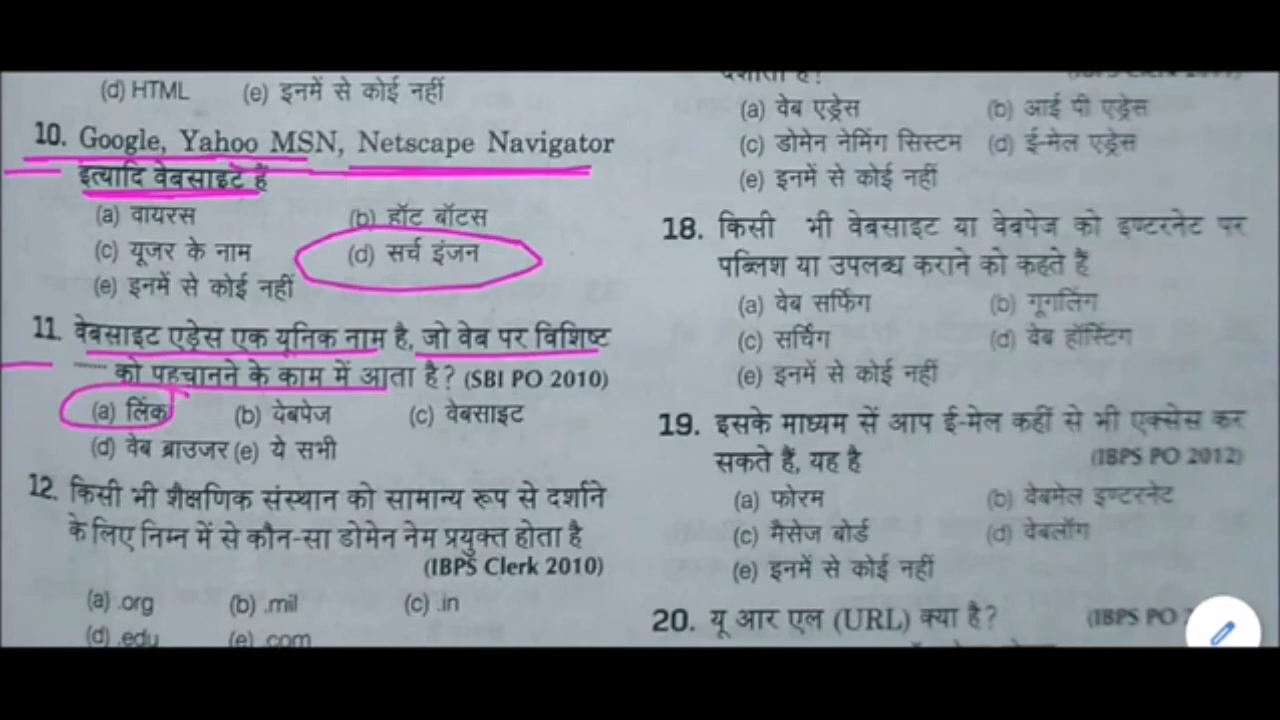 (d) HTML (e) इनमें से कोई नहीं
10. Google, Yahoo MSN, Netscape Navigator
इत्यादि वेबसाइटें हैं
(a) वायरस (b) हॉट बॉटस
(c) यूजर के नाम (d) सर्च इंजन
(e) इनमें से कोई नहीं
11. वेबसाइट एड्रेस एक यूनिक नाम है, जो वेब पर विशिष्ट
...... को पहचानने के काम में आता है? (SBI PO 2010)
(a) लिंक (b) वेबपेज (c) वेबसाइट
(d) वेब ब्राउजर (e) ये सभी
12. किसी भी शैक्षणिक संस्थान को सामान्य रूप से दर्शाने
के लिए निम्न में से कौन-सा डोमेन नेम प्रयुक्त होता है
(IBPS Clerk 2010)
(a) .org (b) .mil (c) .in
(d) .edu (e) .com
(a) वेब एड्रेस (b) आई पी एड्रेस
(c) डोमेन नेमिंग सिस्टम (d) ई-मेल एड्रेस
(e) इनमें से कोई नहीं
18. किसी भी वेबसाइट या वेबपेज को इण्टरनेट पर
पब्लिश या उपलब्ध कराने को कहते हैं
(a) वेब सर्फिंग (b) गूगलिंग
(c) सर्चिंग (d) वेब हॉस्टिंग
(e) इनमें से कोई नहीं
19. इसके माध्यम सें आप ई-मेल कहीं से भी एक्सेस कर
सकते हैं, यह है (IBPS PO 2012)
(a) फोरम (b) वेबमेल इण्टरनेट
(c) मैसेज बोर्ड (d) वेबलॉग
(e) इनमें से कोई नहीं
20. यू आर एल (URL) क्या है? (IBPS PO